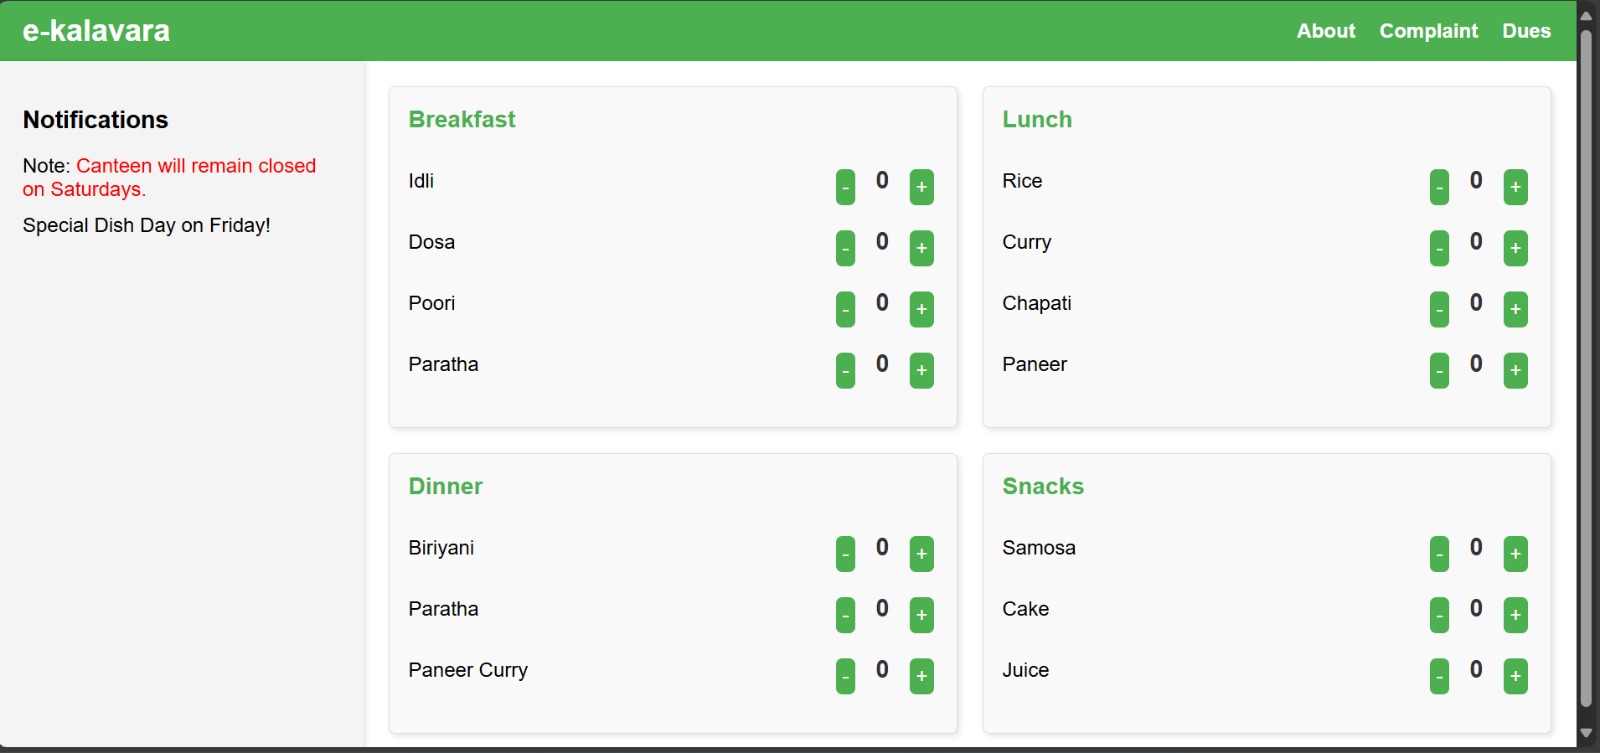 e-kalavara
About Complaint Dues
Notifications
Note: Canteen will remain closed
on Saturdays.
Special Dish Day on Friday!
Breakfast
Idli - 0 +
Dosa - 0 +
Poori - 0 +
Paratha - 0 +
Lunch
Rice - 0 +
Curry - 0 +
Chapati - 0 +
Paneer - 0 +
Dinner
Biriyani - 0 +
Paratha - 0 +
Paneer Curry - 0 +
Snacks
Samosa - 0 +
Cake - 0 +
Juice - 0 +